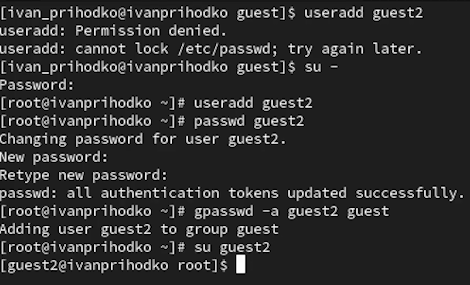 [ivan_prihodko@ivanprihodko guest]$ useradd guest2
useradd: Permission denied.
useradd: cannot lock /etc/passwd; try again later.
[ivan_prihodko@ivanprihodko guest]$ su -
Password:
[root@ivanprihodko ~]# useradd guest2
[root@ivanprihodko ~]# passwd guest2
Changing password for user guest2.
New password:
Retype new password:
passwd: all authentication tokens updated successfully.
[root@ivanprihodko ~]# gpasswd -a guest2 guest
Adding user guest2 to group guest
[root@ivanprihodko ~]# su guest2
[guest2@ivanprihodko root]$